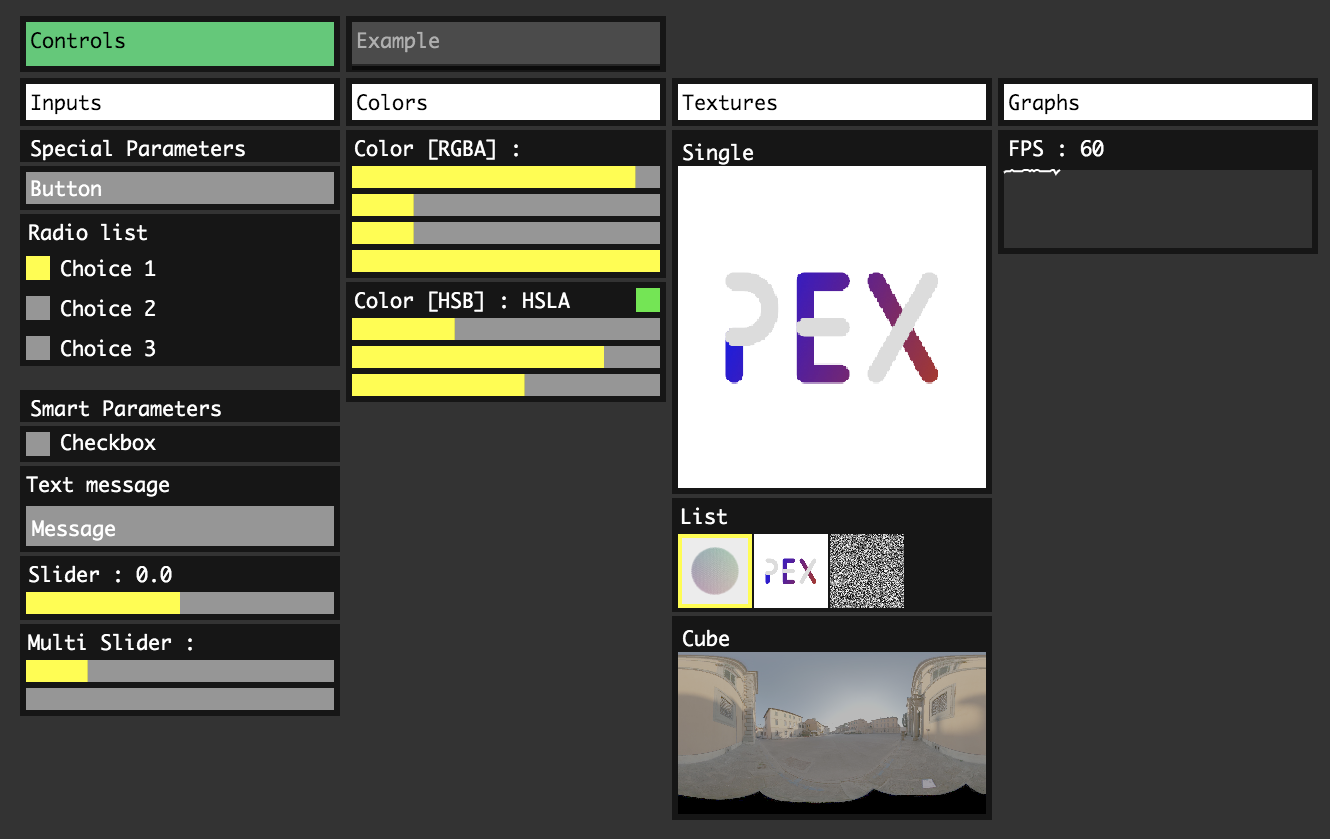 Controls
Example
Inputs
Special Parameters
Button
Radio list
Choice 1
Choice 2
Choice 3
Smart Parameters
Checkbox
Text message
Message
Slider : 0.0
Multi Slider :
Colors
Color [RGBA] :
Color [HSB] : HSLA
Textures
Single
PEX
List
PEX
Cube
Graphs
FPS : 60